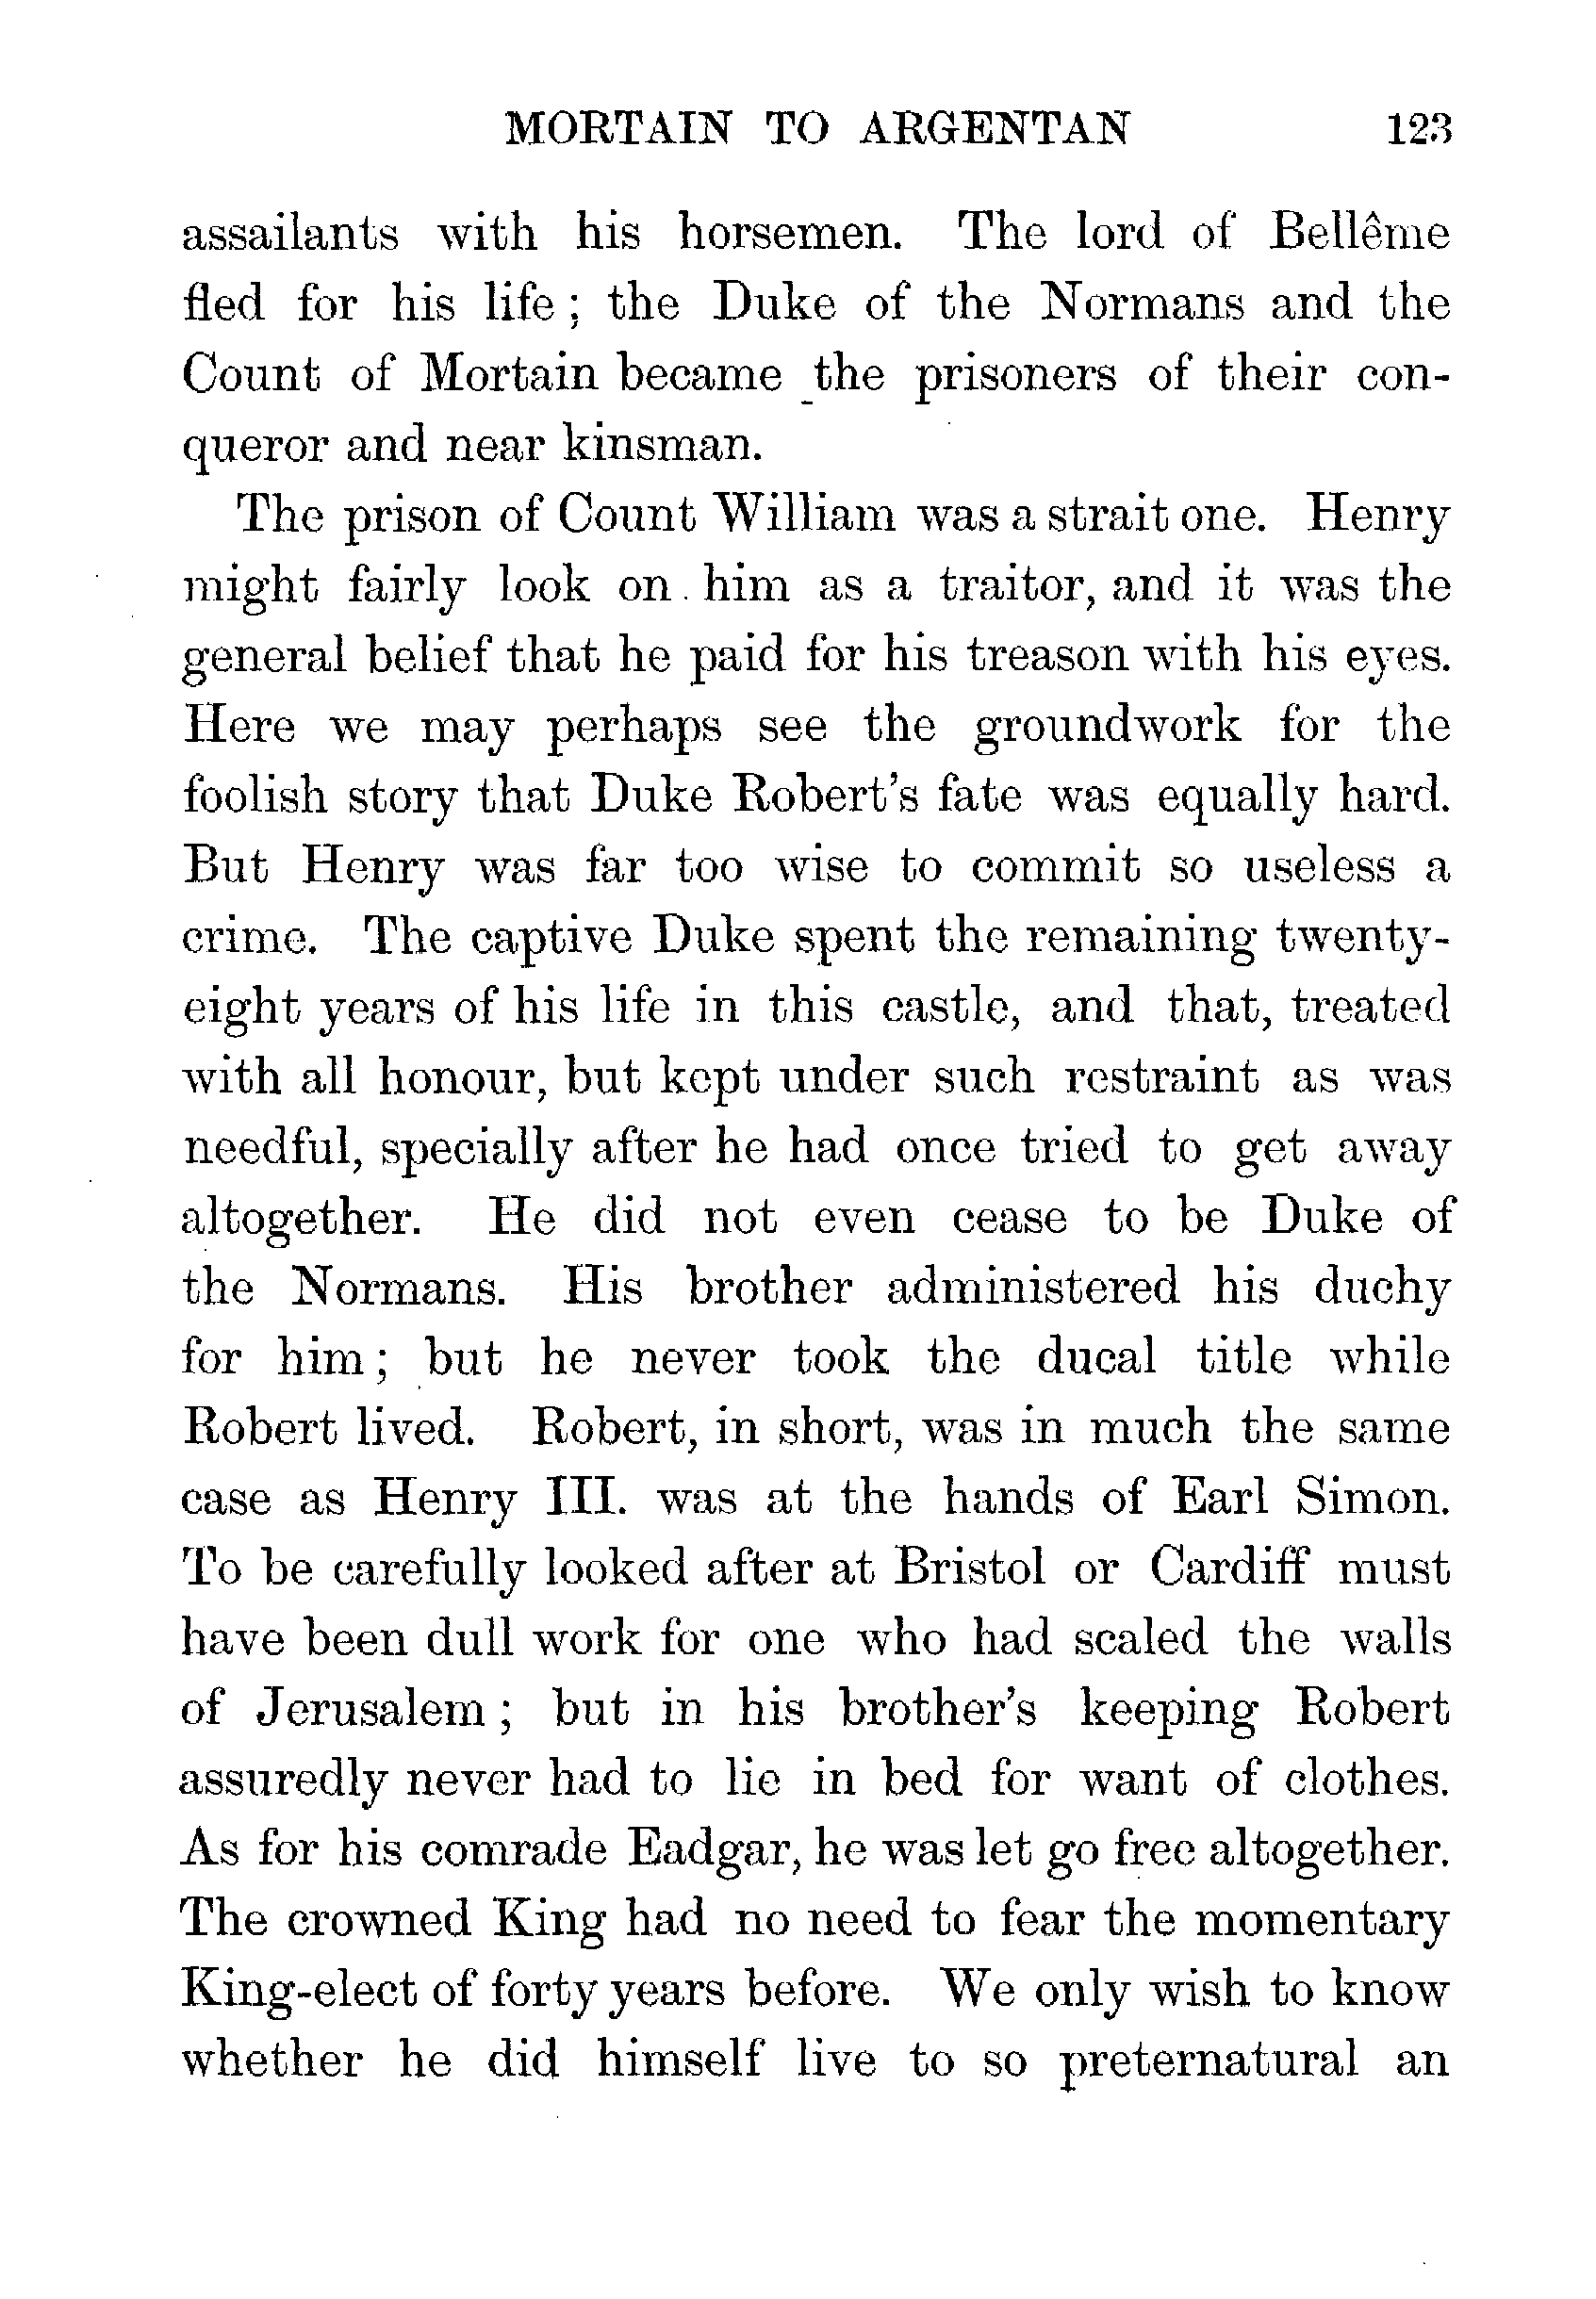 MORTAIN TO ARGENTAN 123
assailants with his horsemen. The lord of Bellême
fled for his life; the Duke of the Normans and the
Count of Mortain became the prisoners of their con-
queror and near kinsman.
The prison of Count William was a strait one. Henry
might fairly look on him as a traitor, and it was the
general belief that he paid for his treason with his eyes.
Here we may perhaps see the groundwork for the
foolish story that Duke Robert's fate was equally hard.
But Henry was far too wise to commit so useless a
crime. The captive Duke spent the remaining twenty-
eight years of his life in this castle, and that, treated
with all honour, but kept under such restraint as was
needful, specially after he had once tried to get away
altogether. He did not even cease to be Duke of
the Normans. His brother administered his duchy
for him; but he never took the ducal title while
Robert lived. Robert, in short, was in much the same
case as Henry III. was at the hands of Earl Simon.
To be carefully looked after at Bristol or Cardiff must
have been dull work for one who had scaled the walls
of Jerusalem; but in his brother's keeping Robert
assuredly never had to lie in bed for want of clothes.
As for his comrade Eadgar, he was let go free altogether.
The crowned King had no need to fear the momentary
King-elect of forty years before. We only wish to know
whether he did himself live to so preternatural an